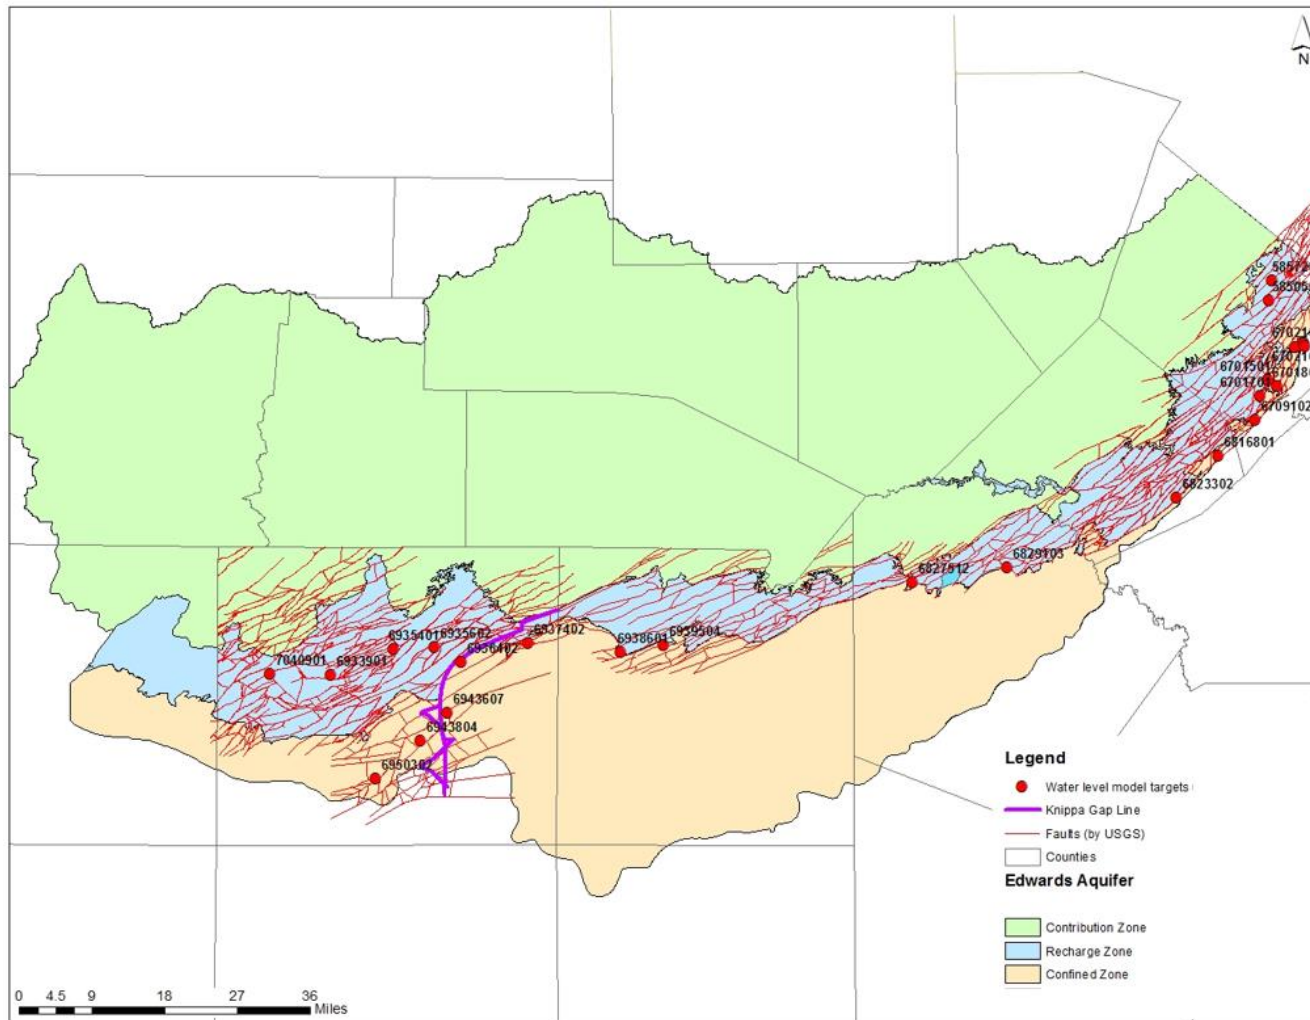 N
58505
6709102
6816801
6823302
6829103
6827512
6937402
6938601
6939504
6935401
6935602
6936402
7040901
6933901
6943607
6943804
6950302
Legend
Water level model targets
Knippa Gap Line
Faults (by USGS)
Counties
Edwards Aquifer
Contribution Zone
Recharge Zone
Confined Zone
0 4.5 9 18 27 36
Miles